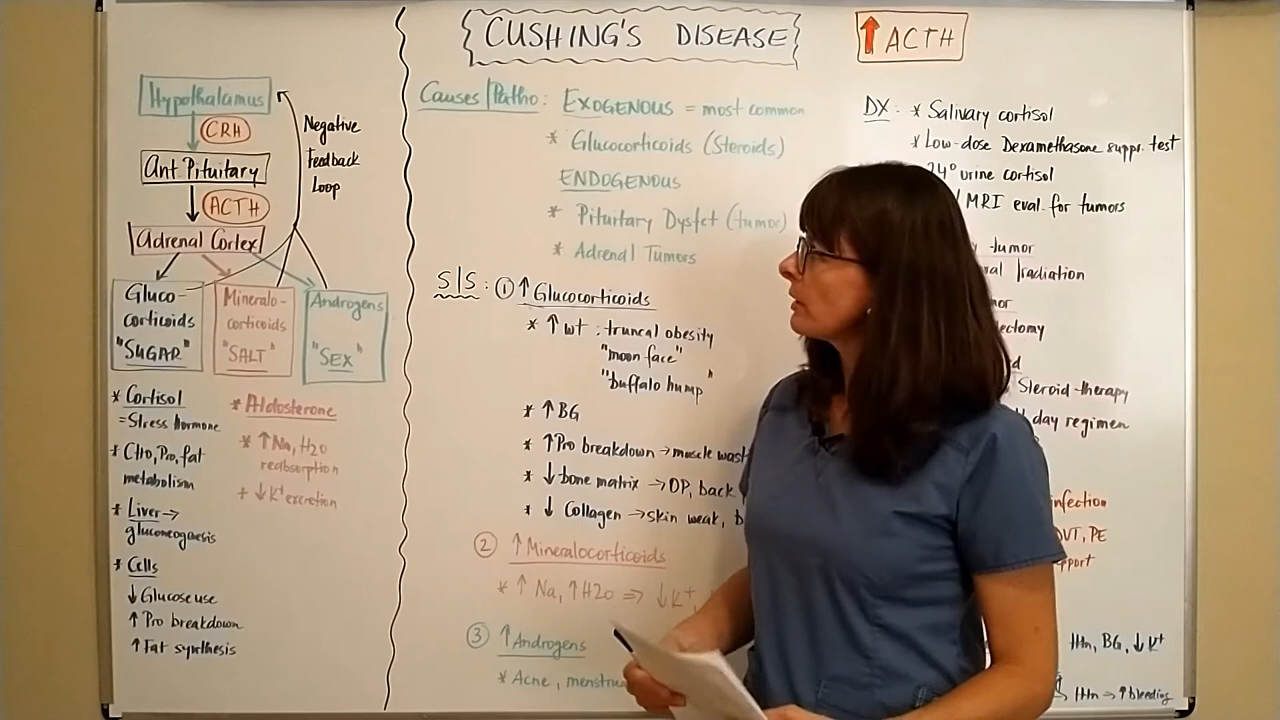 CUSHING'S DISEASE
↑ ACTH
Hypothalamus
CRH
Ant Pituitary
ACTH
Adrenal Cortex
Negative
Feedback
Loop
Gluco-
corticoids
"SUGAR"
Mineralo-
corticoids
"SALT"
Androgens
"SEX"
* Cortisol
=Stress hormone
* CHO, Pro, fat
metabolism
* Liver→
gluconeogenesis
* Cells
↓ Glucose use
↑ Pro breakdown
↑ Fat synthesis
* Aldosterone
* ↑ Na, H2O
readbsorption
+ ↓ K+ excretion
Causes/Patho: EXOGENOUS = most common
* Glucocorticoids (Steroids)
ENDOGENOUS
* Pituitary Dysfct (tumor)
* Adrenal Tumors
S/S: ① ↑ Glucocorticoids
* ↑ wt: truncal obesity
"moon face"
"buffalo hump"
* ↑ BG
* ↑ Pro breakdown → muscle wast
* ↓ bone matrix → OP, back
* ↓ Collagen → skin weak, b
② ↑ Mineralocorticoids
* ↑ Na, ↑ H2O ⇒ ↓ K+,
③ ↑ Androgens
* Acne, menstru
DX: * Salivary cortisol
* Low-dose Dexamethasone suppr. test
24° urine cortisol
MRI eval. for tumors
tumor
irradiation
ectomy
Steroid-therapy
day regimen
infection
DVT, PE
pport
Htn, BG, ↓ K+
Htn → ↑ bleeding